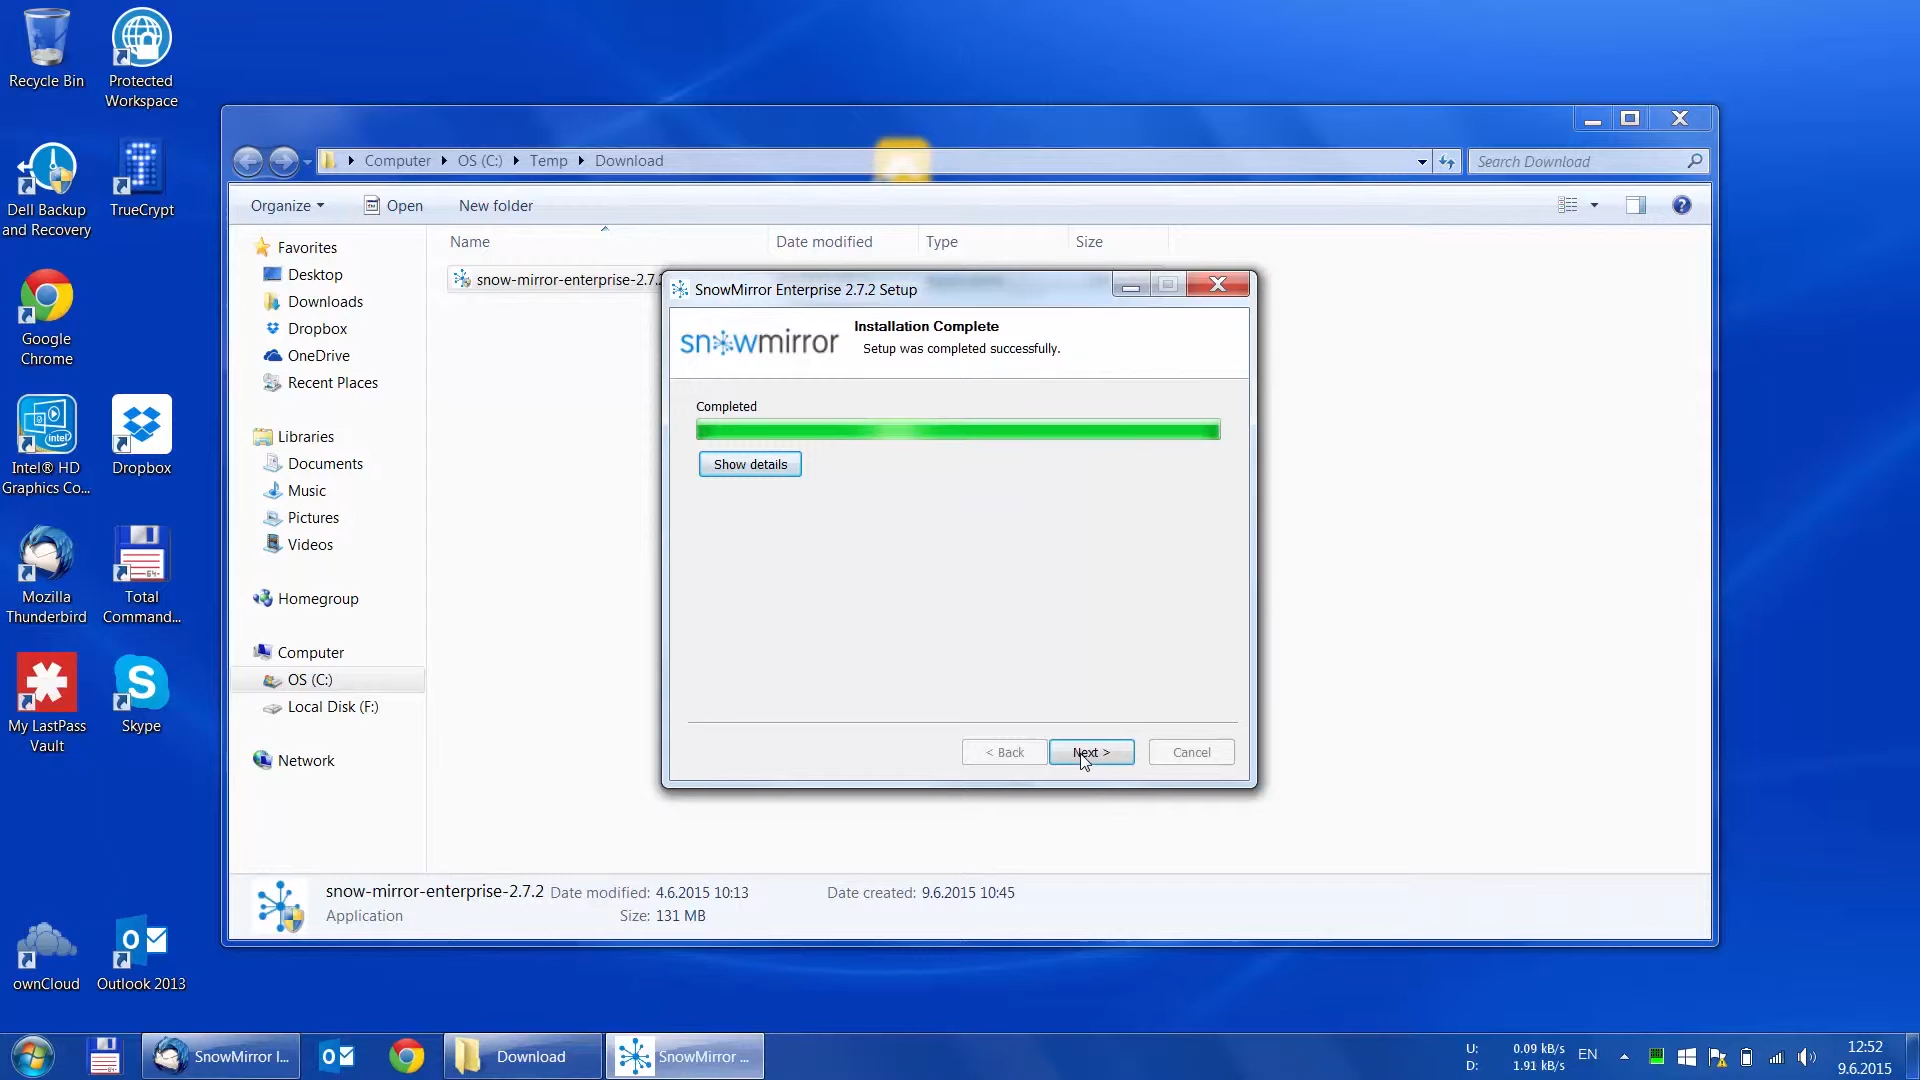 Recycle Bin
Protected
Workspace
Dell Backup
and Recovery
TrueCrypt
Google
Chrome
Intel® HD
Graphics Co...
Dropbox
Mozilla
Thunderbird
Total
Command...
My LastPass
Vault
Skype
ownCloud
Outlook 2013
Computer
OS (C:)
Temp
Download
Search Download
Organize
Open
New folder
Name
Date modified
Type
Size
Favorites
Desktop
Downloads
Dropbox
OneDrive
Recent Places
Libraries
Documents
Music
Pictures
Videos
Homegroup
Computer
OS (C:)
Local Disk (F:)
Network
snow-mirror-enterprise-2.7.2
SnowMirror Enterprise 2.7.2 Setup
snowmirror
Installation Complete
Setup was completed successfully.
Completed
Show details
< Back
Next >
Cancel
snow-mirror-enterprise-2.7.2
Date modified: 4.6.2015 10:13
Date created: 9.6.2015 10:45
Application
Size: 131 MB
SnowMirror I...
Download
SnowMirror ...
U: 0.09 kB/s
D: 1.91 kB/s
EN
12:52
9.6.2015